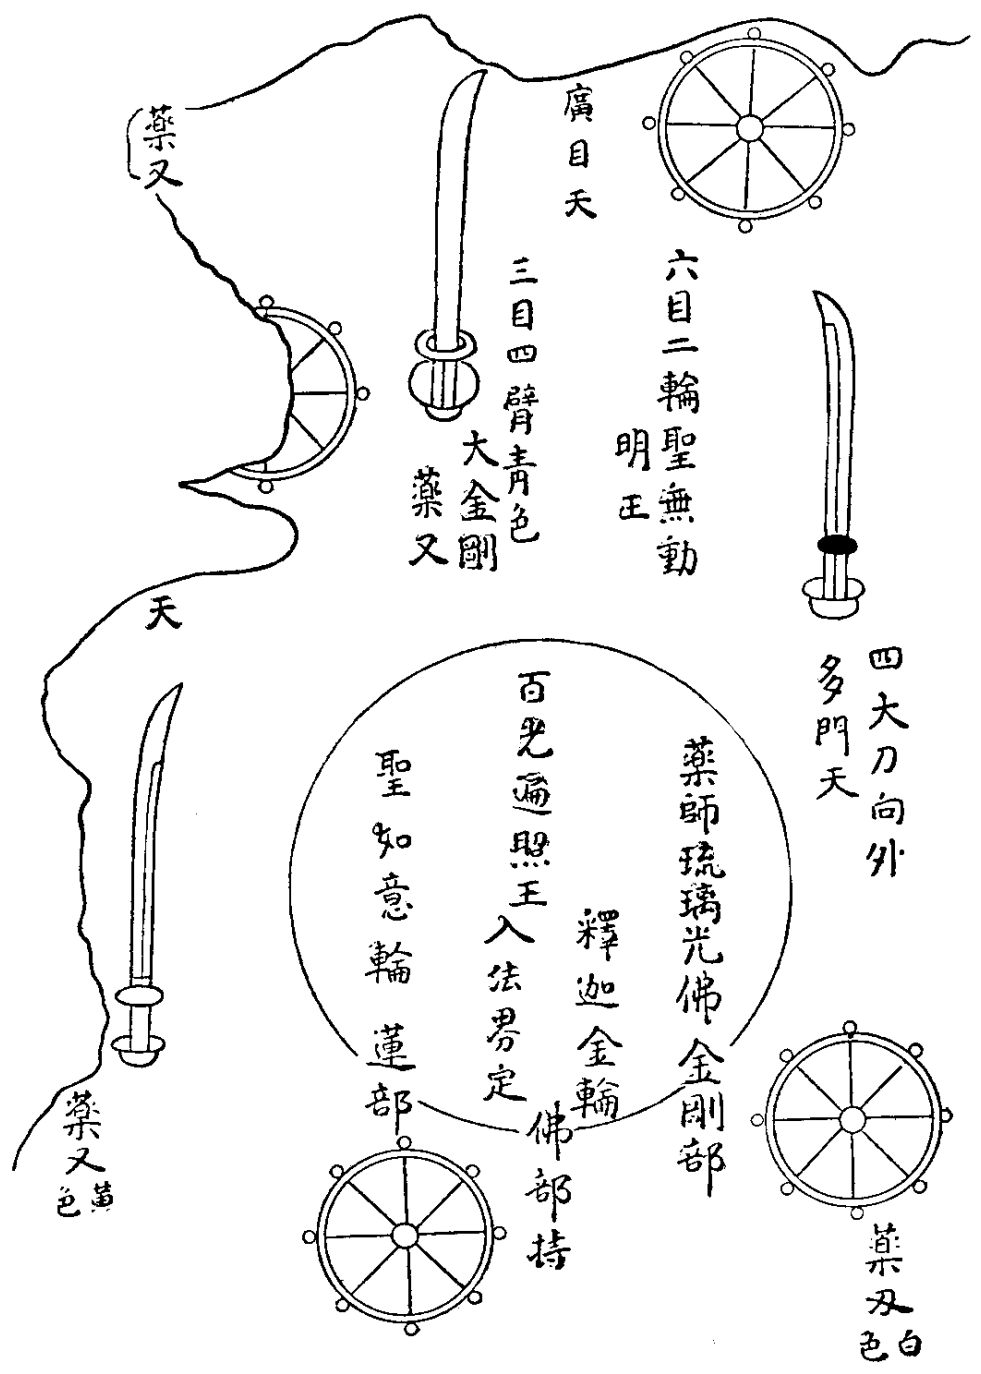 廣目天
六目二輪聖無動
明王
三目四臂青色
大金剛
藥叉
藥叉
四大刀向外
多門天
天
藥師琉璃光佛 金剛部
釋迦金輪
佛部持
百光遍照王
入法界定
聖如意輪 蓮部
藥叉
白色
藥叉
黃色